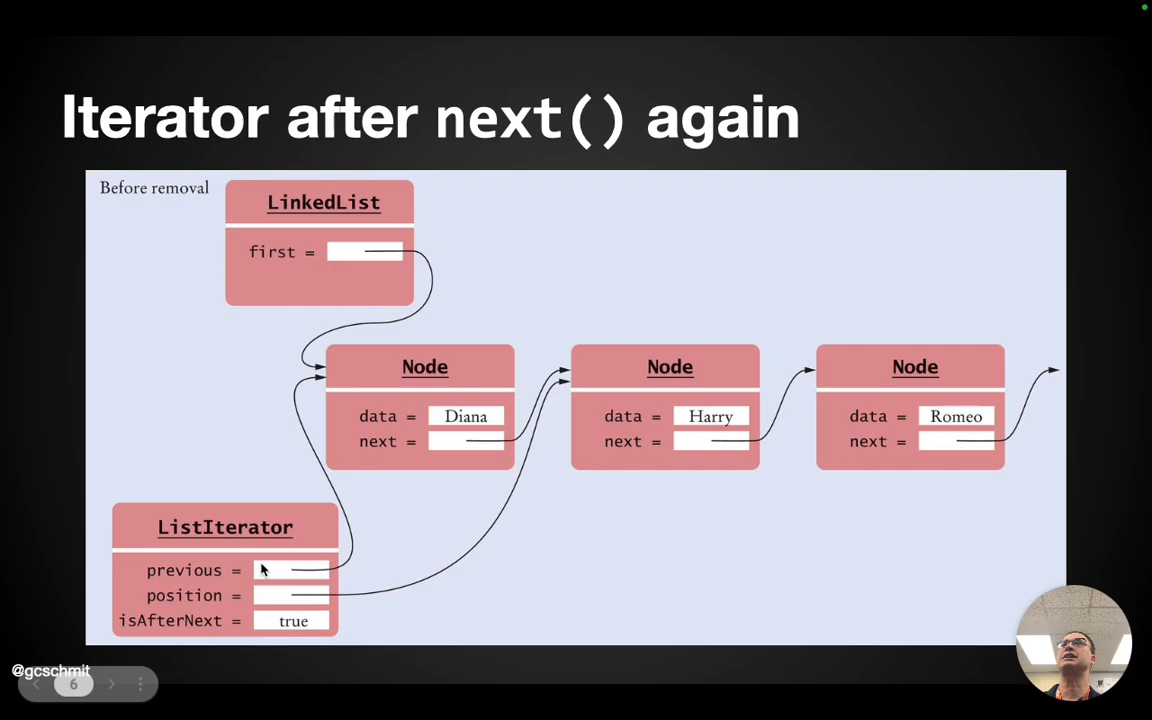 Iterator after next() again
Before removal
LinkedList
first =
Node
data = Diana
next =
Node
data = Harry
next =
Node
data = Romeo
next =
ListIterator
previous =
position =
isAfterNext = true
@gcschmit
6